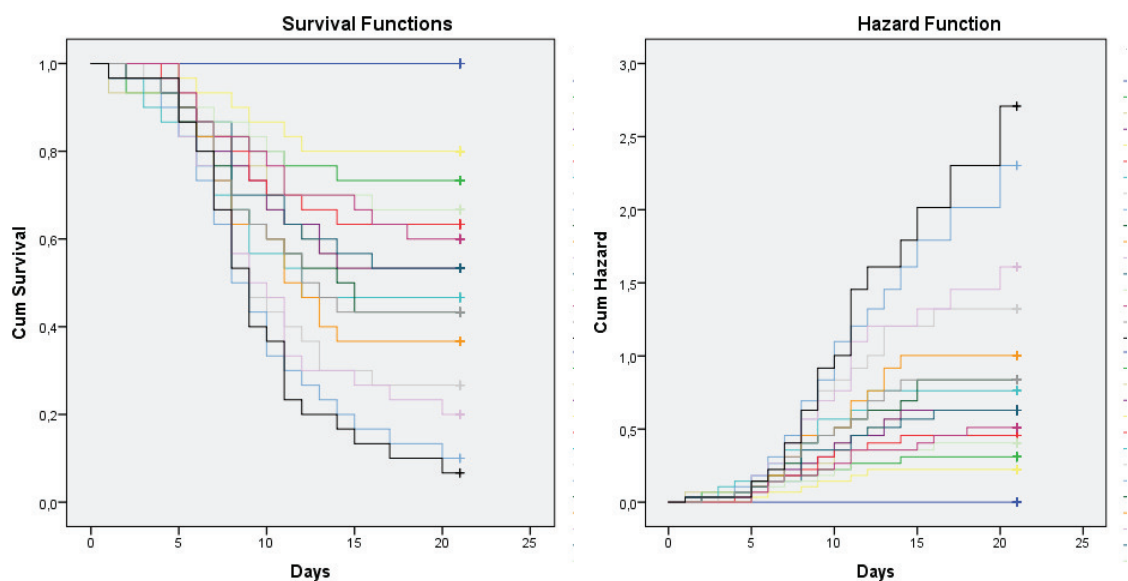 Survival Functions
1,0
0,8
0,6
0,4
0,2
0,0
Cum Survival
0 5 10 15 20 25
Days
Hazard Function
3,0
2,5
2,0
1,5
1,0
0,5
0,0
Cum Hazard
0 5 10 15 20 25
Days